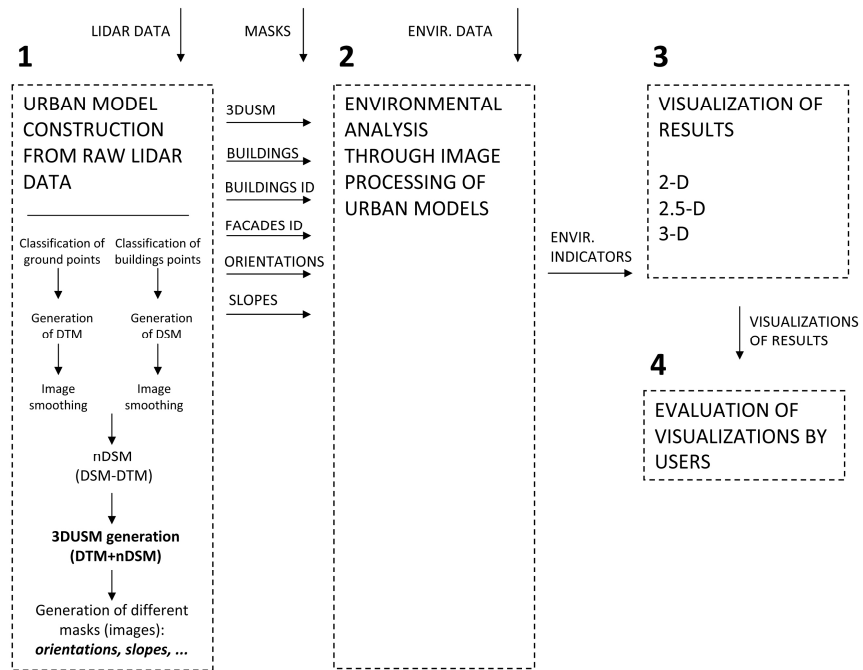 LIDAR DATA
MASKS
ENVIR. DATA
1
URBAN MODEL
CONSTRUCTION
FROM RAW LIDAR
DATA
Classification of
ground points
Classification of
buildings points
Generation
of DTM
Generation
of DSM
Image
smoothing
Image
smoothing
nDSM
(DSM-DTM)
3DUSM generation
(DTM+nDSM)
Generation of different
masks (images):
orientations, slopes, ...
3DUSM
BUILDINGS
BUILDINGS ID
FACADES ID
ORIENTATIONS
SLOPES
2
ENVIRONMENTAL
ANALYSIS
THROUGH IMAGE
PROCESSING OF
URBAN MODELS
ENVIR.
INDICATORS
3
VISUALIZATION OF
RESULTS
2-D
2.5-D
3-D
VISUALIZATIONS
OF RESULTS
4
EVALUATION OF
VISUALIZATIONS BY
USERS